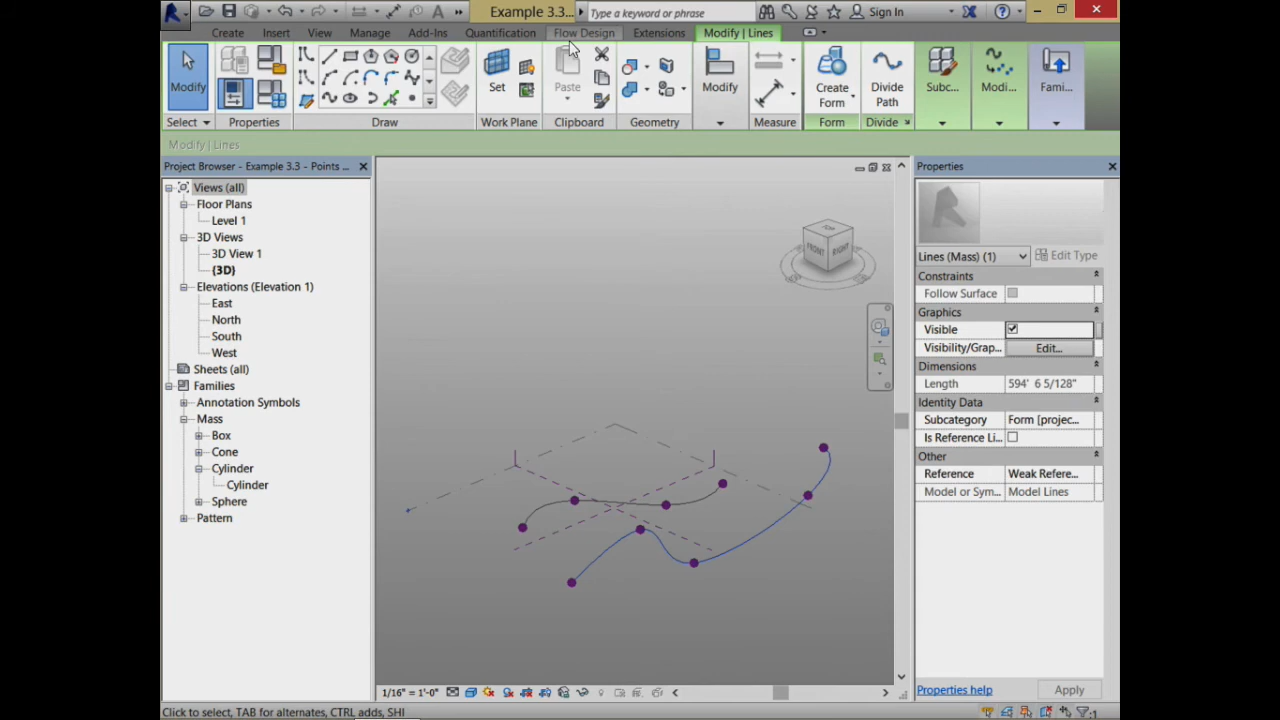 Example 3.3...
Type a keyword or phrase
Sign In
Create
Insert
View
Manage
Add-Ins
Quantification
Flow Design
Extensions
Modify | Lines
Modify
Set
Paste
Modify
Create
Form
Divide
Path
Subc...
Modi...
Fami...
Select
Properties
Draw
Work Plane
Clipboard
Geometry
Measure
Form
Divide
Modify | Lines
Project Browser - Example 3.3 - Points ...
Views (all)
Floor Plans
Level 1
3D Views
3D View 1
{3D}
Elevations (Elevation 1)
East
North
South
West
Sheets (all)
Families
Annotation Symbols
Mass
Box
Cone
Cylinder
Cylinder
Sphere
Pattern
TOP
FRONT
RIGHT
1/16" = 1'-0"
Properties
Lines (Mass) (1)
Edit Type
Constraints
Follow Surface
Graphics
Visible
Visibility/Grap...
Edit...
Dimensions
Length
594' 6 5/128"
Identity Data
Subcategory
Form [projec...
Is Reference Li...
Other
Reference
Weak Refere...
Model or Sym...
Model Lines
Properties help
Apply
Click to select, TAB for alternates, CTRL adds, SHI
:1